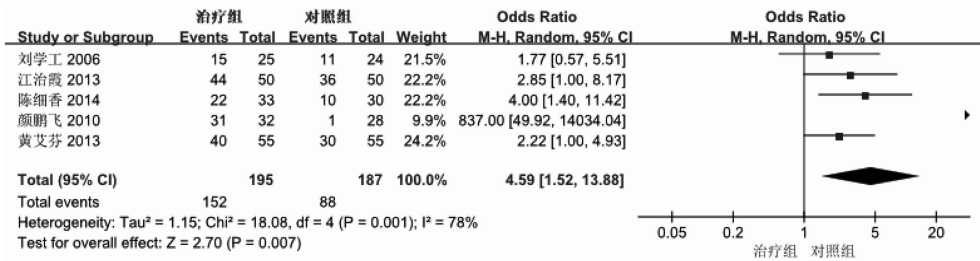 治疗组 对照组 Odds Ratio Odds Ratio
Study or Subgroup Events Total Events Total Weight M-H, Random, 95% CI M-H, Random, 95% CI
刘学工 2006 15 25 11 24 21.5% 1.77 [0.57, 5.51]
江治霞 2013 44 50 36 50 22.2% 2.85 [1.00, 8.17]
陈细香 2014 22 33 10 30 22.2% 4.00 [1.40, 11.42]
颜鹏飞 2010 31 32 1 28 9.9% 837.00 [49.92, 14034.04]
黄艾芬 2013 40 55 30 55 24.2% 2.22 [1.00, 4.93]
Total (95% CI) 195 187 100.0% 4.59 [1.52, 13.88]
Total events 152 88
Heterogeneity: Tau² = 1.15; Chi² = 18.08, df = 4 (P = 0.001); I² = 78%
Test for overall effect: Z = 2.70 (P = 0.007)
0.05 0.2 1 5 20
治疗组 对照组